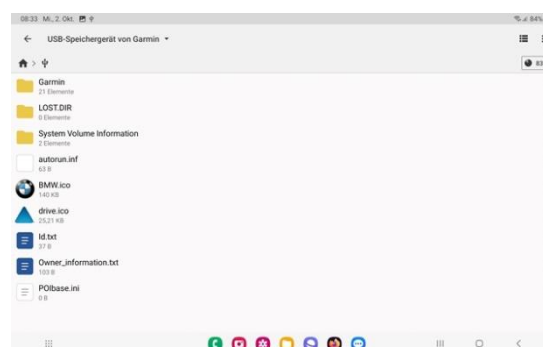 08:33 Mi., 2. Okt.
84%
USB-Speichergerät von Garmin
Garmin
21 Elemente
LOST.DIR
0 Elemente
System Volume Information
2 Elemente
autorun.inf
63 B
BMW.ico
140 KB
drive.ico
25,21 KB
Id.txt
37 B
Owner_information.txt
103 B
POIbase.ini
0 B